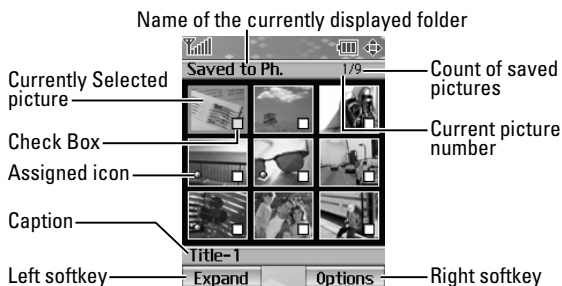 Name of the currently displayed folder
Saved to Ph. 1/9
Currently Selected
picture
Count of saved
pictures
Check Box
Current picture
number
Assigned icon
Caption
Title-1
Left softkey
Expand
Options
Right softkey